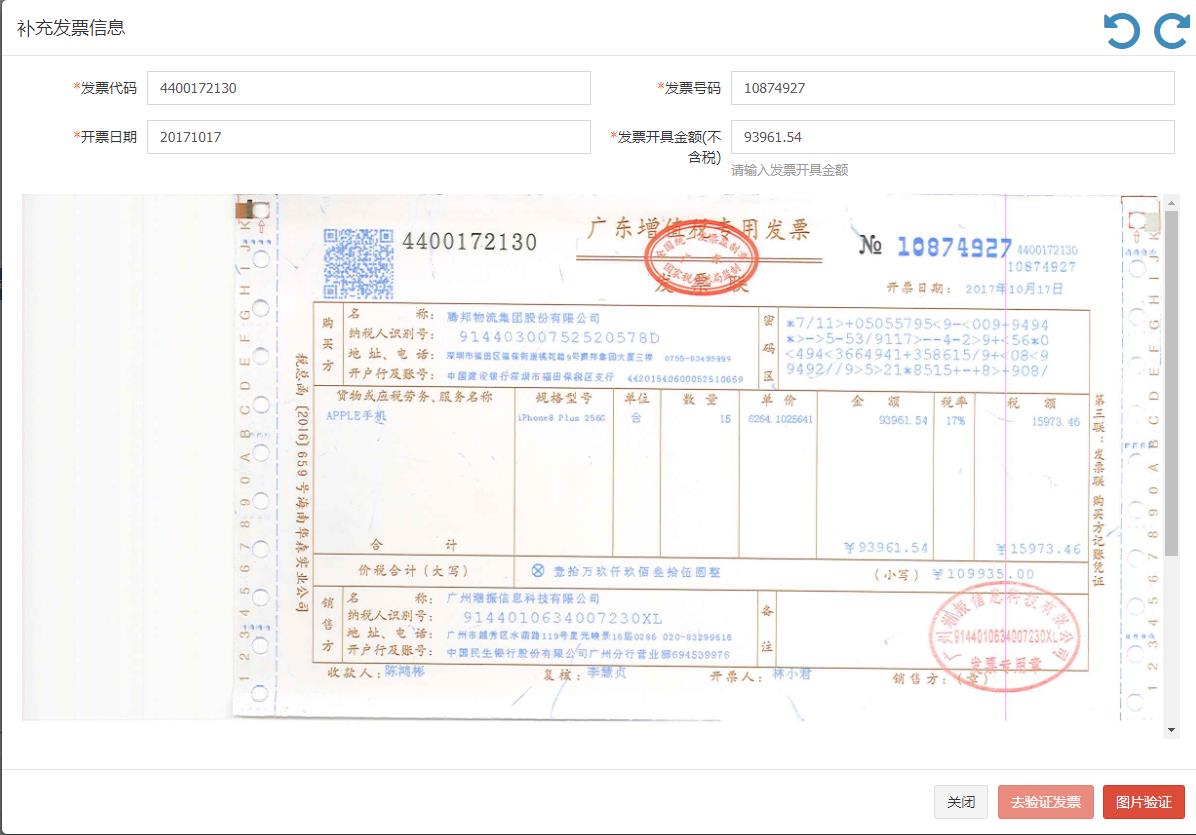 补充发票信息
*发票代码 4400172130 *发票号码 10874927
*开票日期 20171017 *发票开具金额(不含税) 93961.54
请输入发票开具金额
4400172130 广东增值税专用发票 № 10874927 4400172130
10874927
发票联
开票日期: 2017年10月17日
购买方
名 称: 腾邦物流集团股份有限公司
纳税人识别号: 91440300752520578D
地 址、电 话: 深圳市福田区福保街道桃花路9号腾邦集团大厦三楼 0755-83495999
开户行及账号: 中国建设银行深圳市福田保税区支行 44201540600052510669
密码区
*7/11>+05055795<9-<009+9494
*>->5-53/9117>--4-2>9+<56*0
<494<3664941+358615/9+<08<9
9492//9>5>21*8515+-+8>+908/
货物或应税劳务、服务名称 规格型号 单位 数 量 单 价 金 额 税率 税 额
APPLE手机 iPhone8 Plus 256G 台 15 6264.1025641 93961.54 17% 15973.46
合 计 ￥93961.54 ￥15973.46
价税合计(大写) ⊗ 壹拾万玖仟玖佰叁拾伍圆整 (小写) ￥109935.00
销售方
名 称: 广州潮振信息科技有限公司
纳税人识别号: 9144010634007230XL
地 址、电 话: 广州市越秀区水荫路119号星光映景16层0286 020-83299616
开户行及账号: 中国民生银行股份有限公司广州分行营业部694539976
备注
收款人: 陈鸿彬 复核: 李慧贞 开票人: 林小君 销售方:(章)
广州潮振信息科技有限公司
9144010634007230XL
发票专用章
税总函〔2016〕659号海南华森实业公司
第三联:发票联 购买方记账凭证
关闭 去验证发票 图片验证